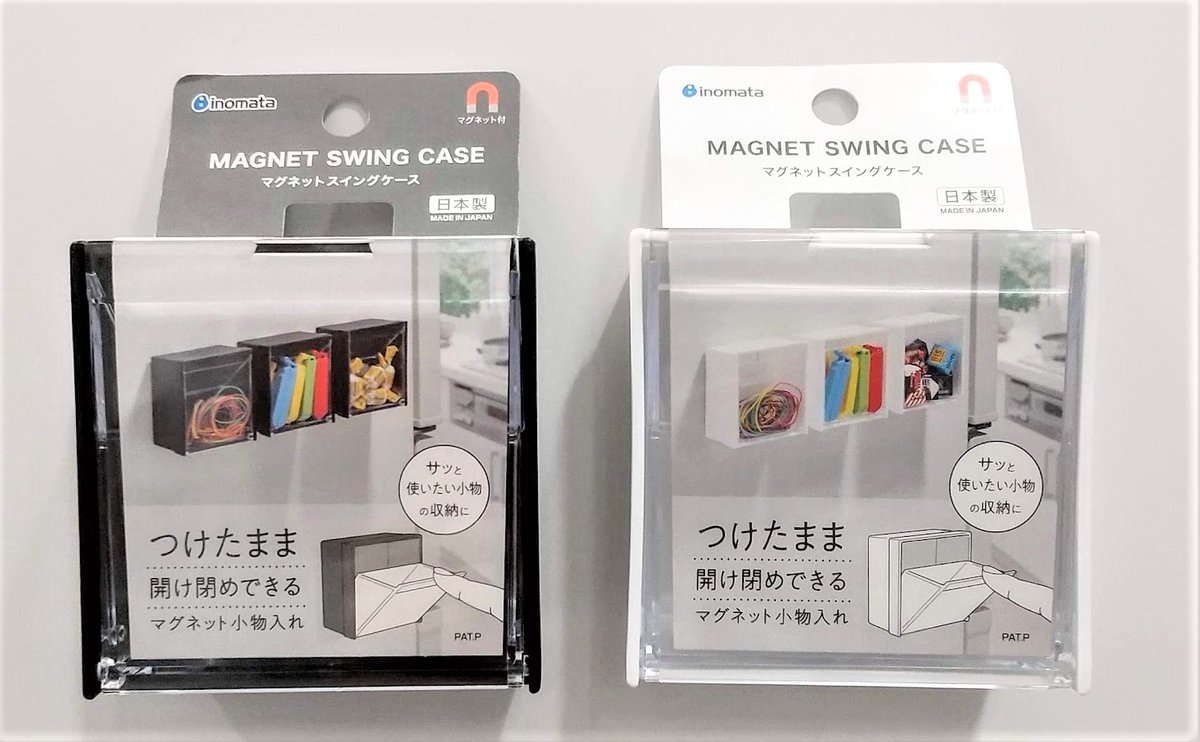 inomata
マグネット付
MAGNET SWING CASE
マグネットスイングケース
日本製
MADE IN JAPAN
サッと
使いたい小物
の収納に
つけたまま
開け閉めできる
マグネット小物入れ
PAT.P
inomata
マグネット付
MAGNET SWING CASE
マグネットスイングケース
日本製
MADE IN JAPAN
サッと
使いたい小物
の収納に
つけたまま
開け閉めできる
マグネット小物入れ
PAT.P